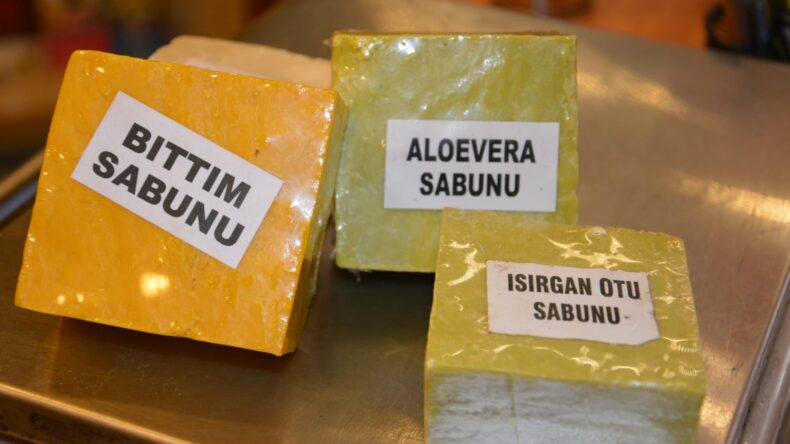 BITTIM
SABUNU
ALOEVERA
SABUNU
ISIRGAN OTU
SABUNU